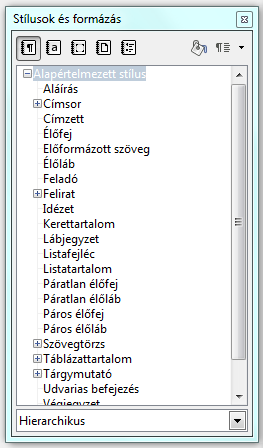 Stílusok és formázás
Alapértelmezett stílus
Aláírás
Címsor
Címzett
Élőfej
Előformázott szöveg
Élőláb
Feladó
Felirat
Idézet
Kerettartalom
Lábjegyzet
Listafejléc
Listatartalom
Páratlan élőfej
Páratlan élőláb
Páros élőfej
Páros élőláb
Szövegtörzs
Táblázattartalom
Tárgymutató
Udvarias befejezés
Végjegyzet
Hierarchikus